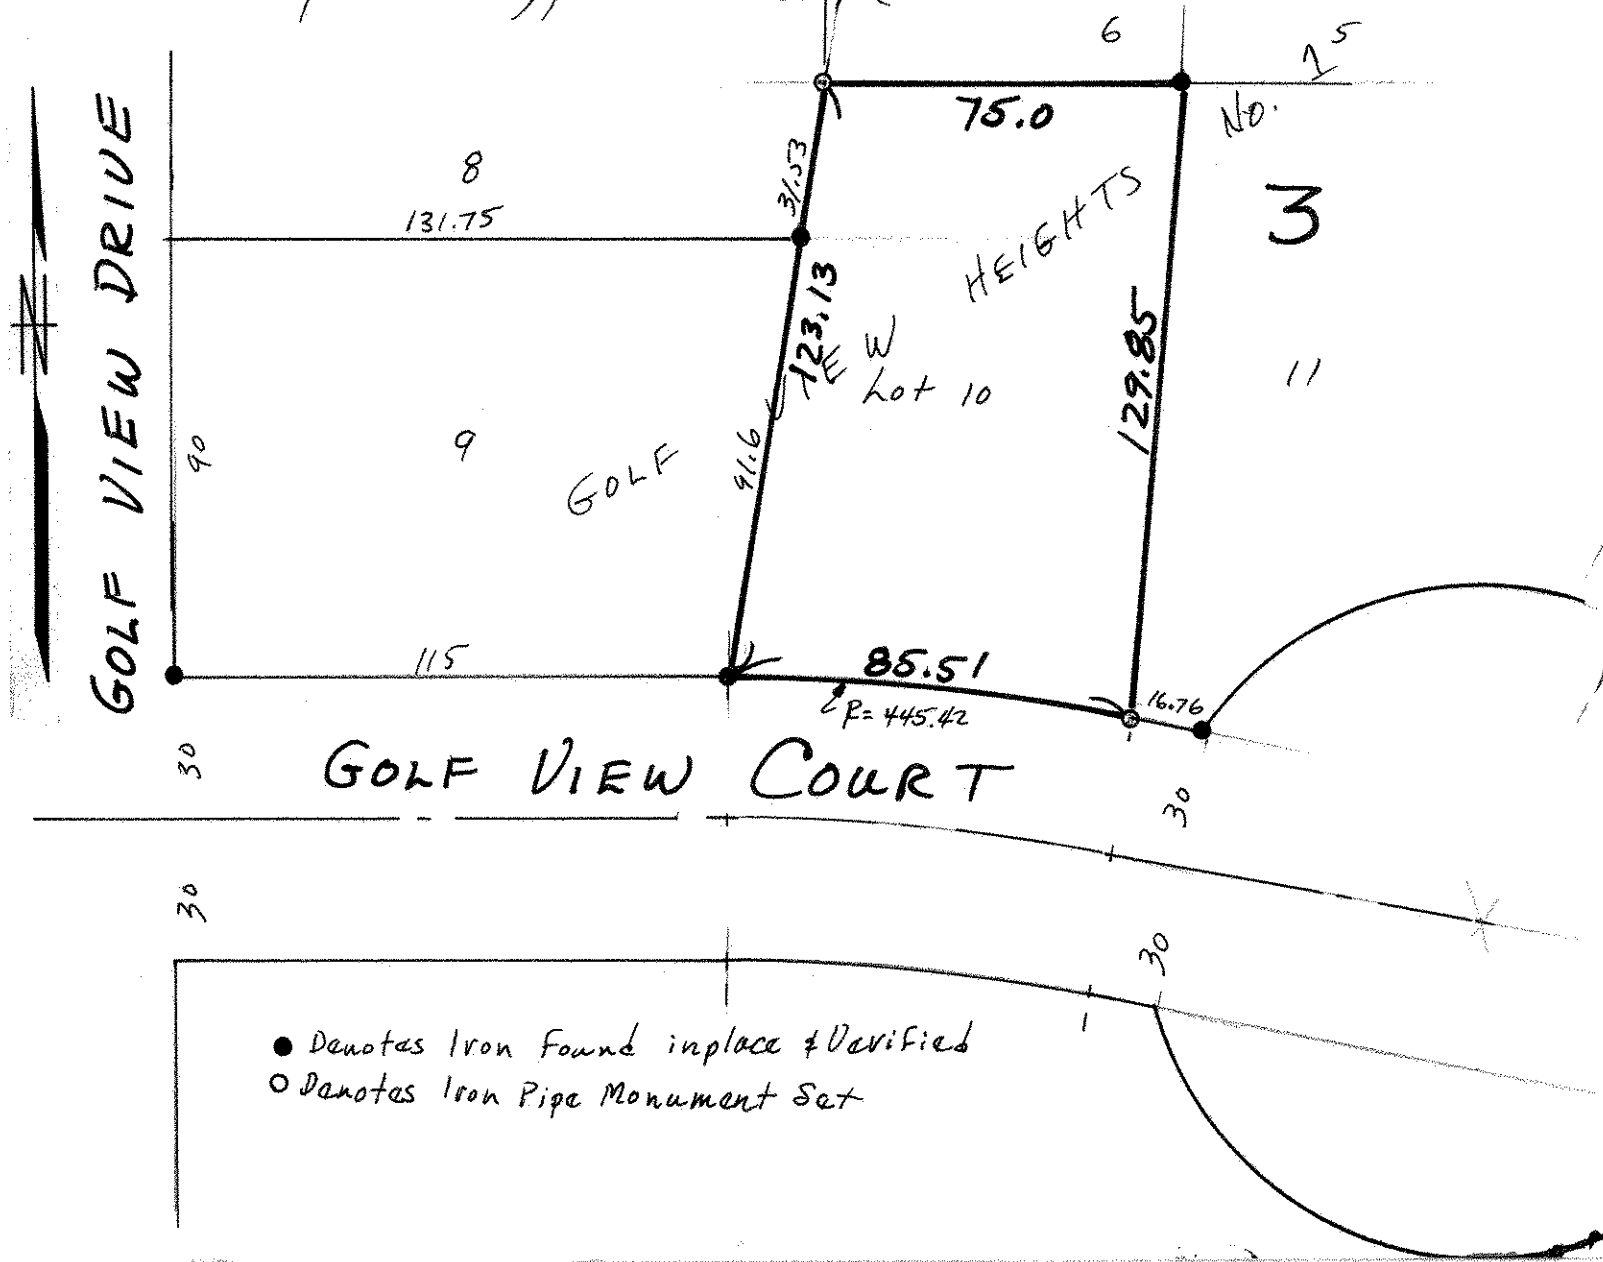 6
5
1
No.
75.0
3
8
31.53
HEIGHTS
131.75
GOLF VIEW DRIVE
N
123.13
EW
Lot 10
129.85
11
90
9
91.6
GOLF
115
85.51
R= 445.42
16.76
30
GOLF VIEW COURT
30
30
30
Denotes Iron Found inplace & Verified
Denotes Iron Pipe Monument Set